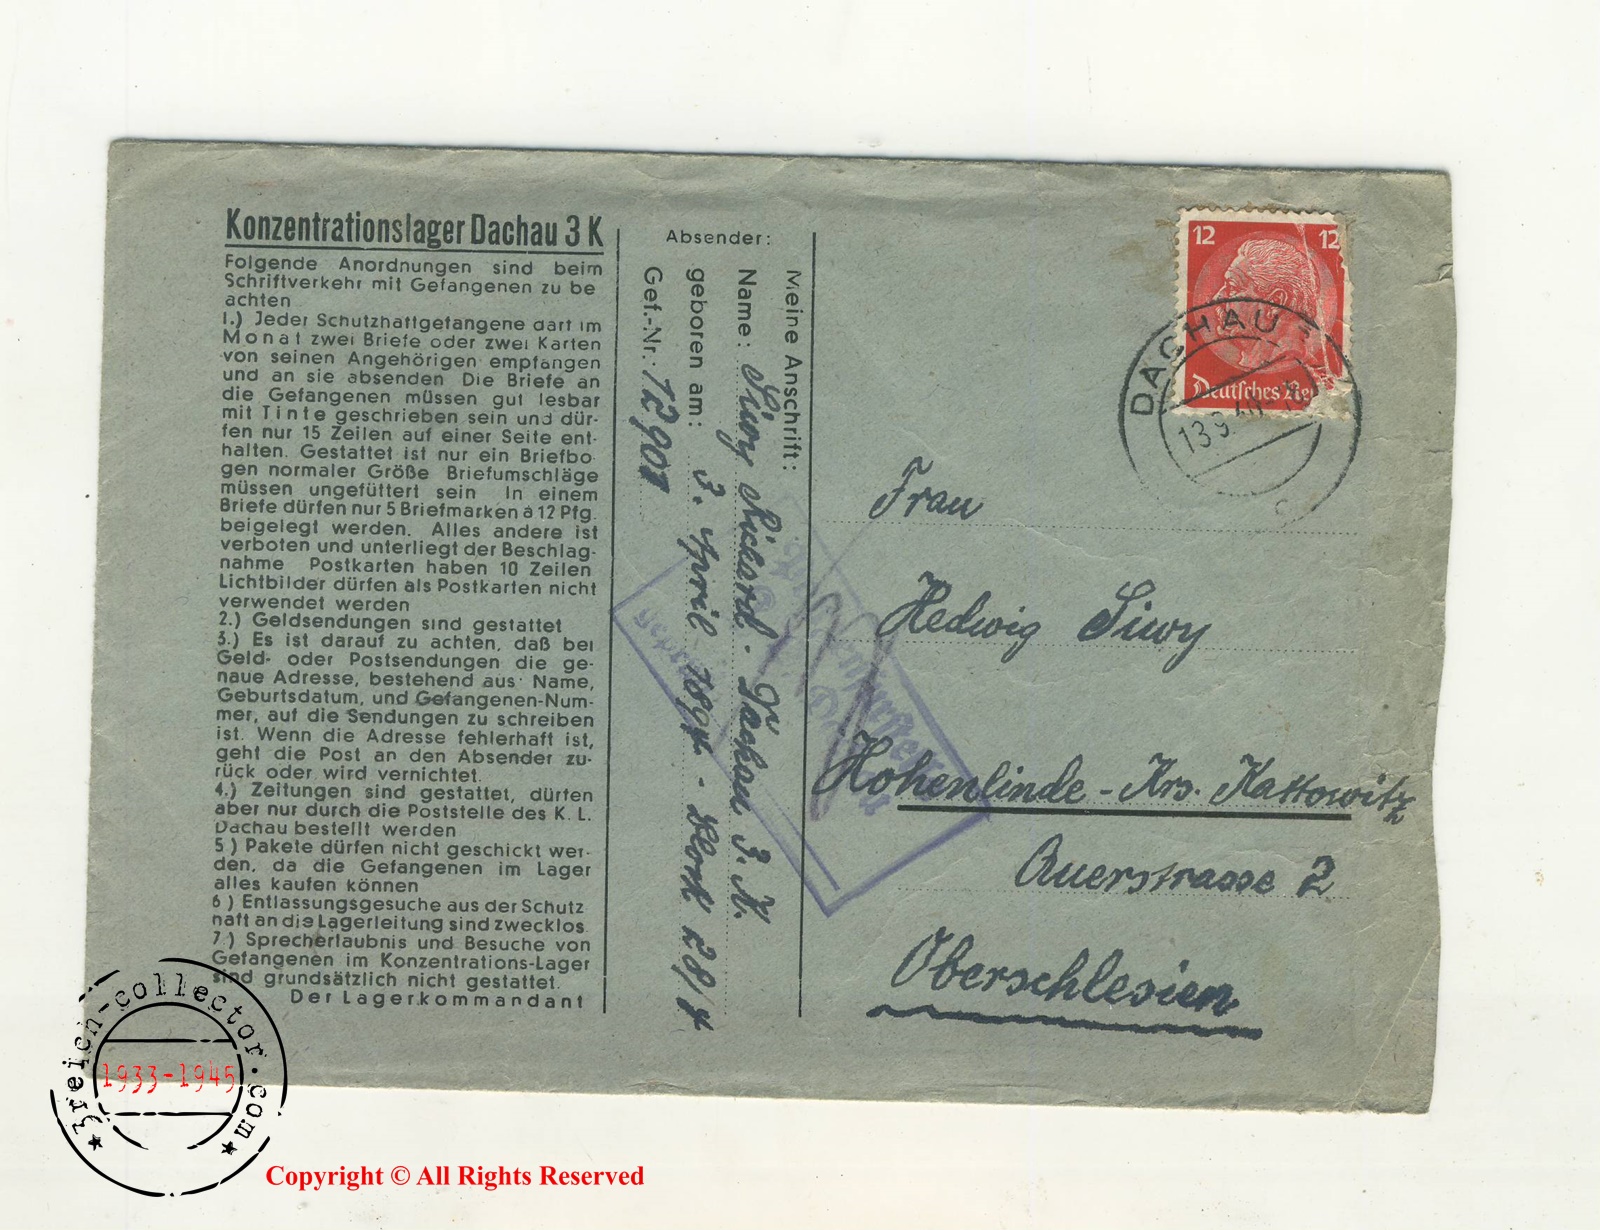 Konzentrationslager Dachau 3 K
Folgende Anordnungen sind beim
Schriftverkehr mit Gefangenen zu be
achten
1.) Jeder Schutzhaftgefangene darf im
Monat zwei Briefe oder zwei Karten
von seinen Angehörigen empfangen
und an sie absenden Die Briefe an
die Gefangenen müssen gut lesbar
mit Tinte geschrieben sein und dür-
fen nur 15 Zeilen auf einer Seite ent-
halten. Gestattet ist nur ein Briefbo
gen normaler Größe Briefumschläge
müssen ungefüttert sein In einem
Briefe dürfen nur 5 Briefmarken à 12 Pfg.
beigelegt werden. Alles andere ist
verboten und unterliegt der Beschlag-
nahme Postkarten haben 10 Zeilen
Lichtbilder dürfen als Postkarten nicht
verwendet werden
2.) Geldsendungen sind gestattet
3.) Es ist darauf zu achten, daß bei
Geld- oder Postsendungen die ge-
naue Adresse, bestehend aus Name,
Geburtsdatum, und Gefangenen-Num-
mer, auf die Sendungen zu schreiben
ist. Wenn die Adresse fehlerhaft ist,
geht die Post an den Absender zu-
rück oder wird vernichtet.
4.) Zeitungen sind gestattet, dürfen
aber nur durch die Poststelle des K. L.
Dachau bestellt werden
5) Pakete dürfen nicht geschickt wer-
den, da die Gefangenen im Lager
alles kaufen können
6) Entlassungsgesuche aus der Schutz
haft an die Lagerleitung sind zwecklos.
7) Sprecherlaubnis und Besuche von
Gefangenen im Konzentrations-Lager
sind grundsätzlich nicht gestattet.
Der Lagerkommandant
Absender:
Meine Anschrift:
Name: Siwy Richard - Dachau 3. K.
geboren am: 3. April - Block 28/4
Gef.-Nr.: 12901
12 12
Deutsches Rei
DACHAU
13.9.40
Frau
Hedwig Siwy
Hohenlinde - Krs. Kattowitz
Auerstrasse 2
Oberschlesien
3reich-collector.com
1933-1945
Copyright © All Rights Reserved